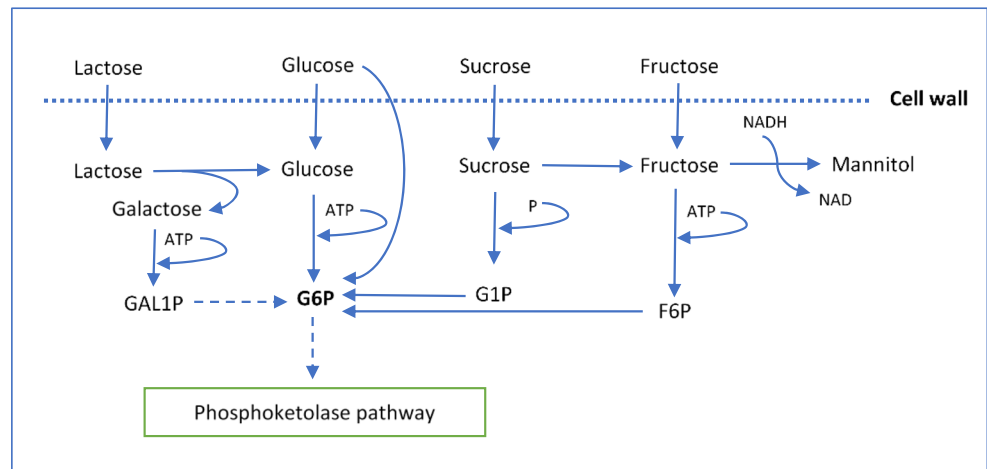 Lactose
Glucose
Sucrose
Fructose
Cell wall
NADH
Lactose
Glucose
Sucrose
Fructose
Mannitol
NAD
Galactose
ATP
P
ATP
ATP
GAL1P
G6P
G1P
F6P
Phosphoketolase pathway